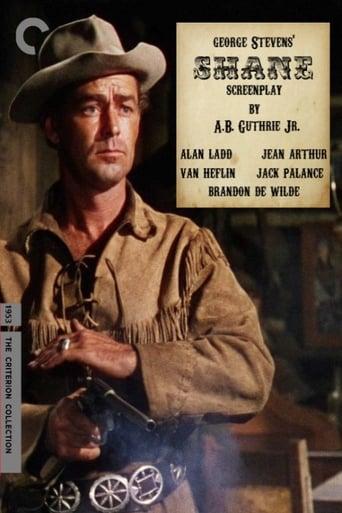 GEORGE STEVENS'
SHANE
SCREENPLAY
BY
A.B. GUTHRIE JR.
ALAN LADD JEAN ARTHUR
VAN HEFLIN JACK PALANCE
BRANDON DE WILDE
1953
THE CRITERION COLLECTION